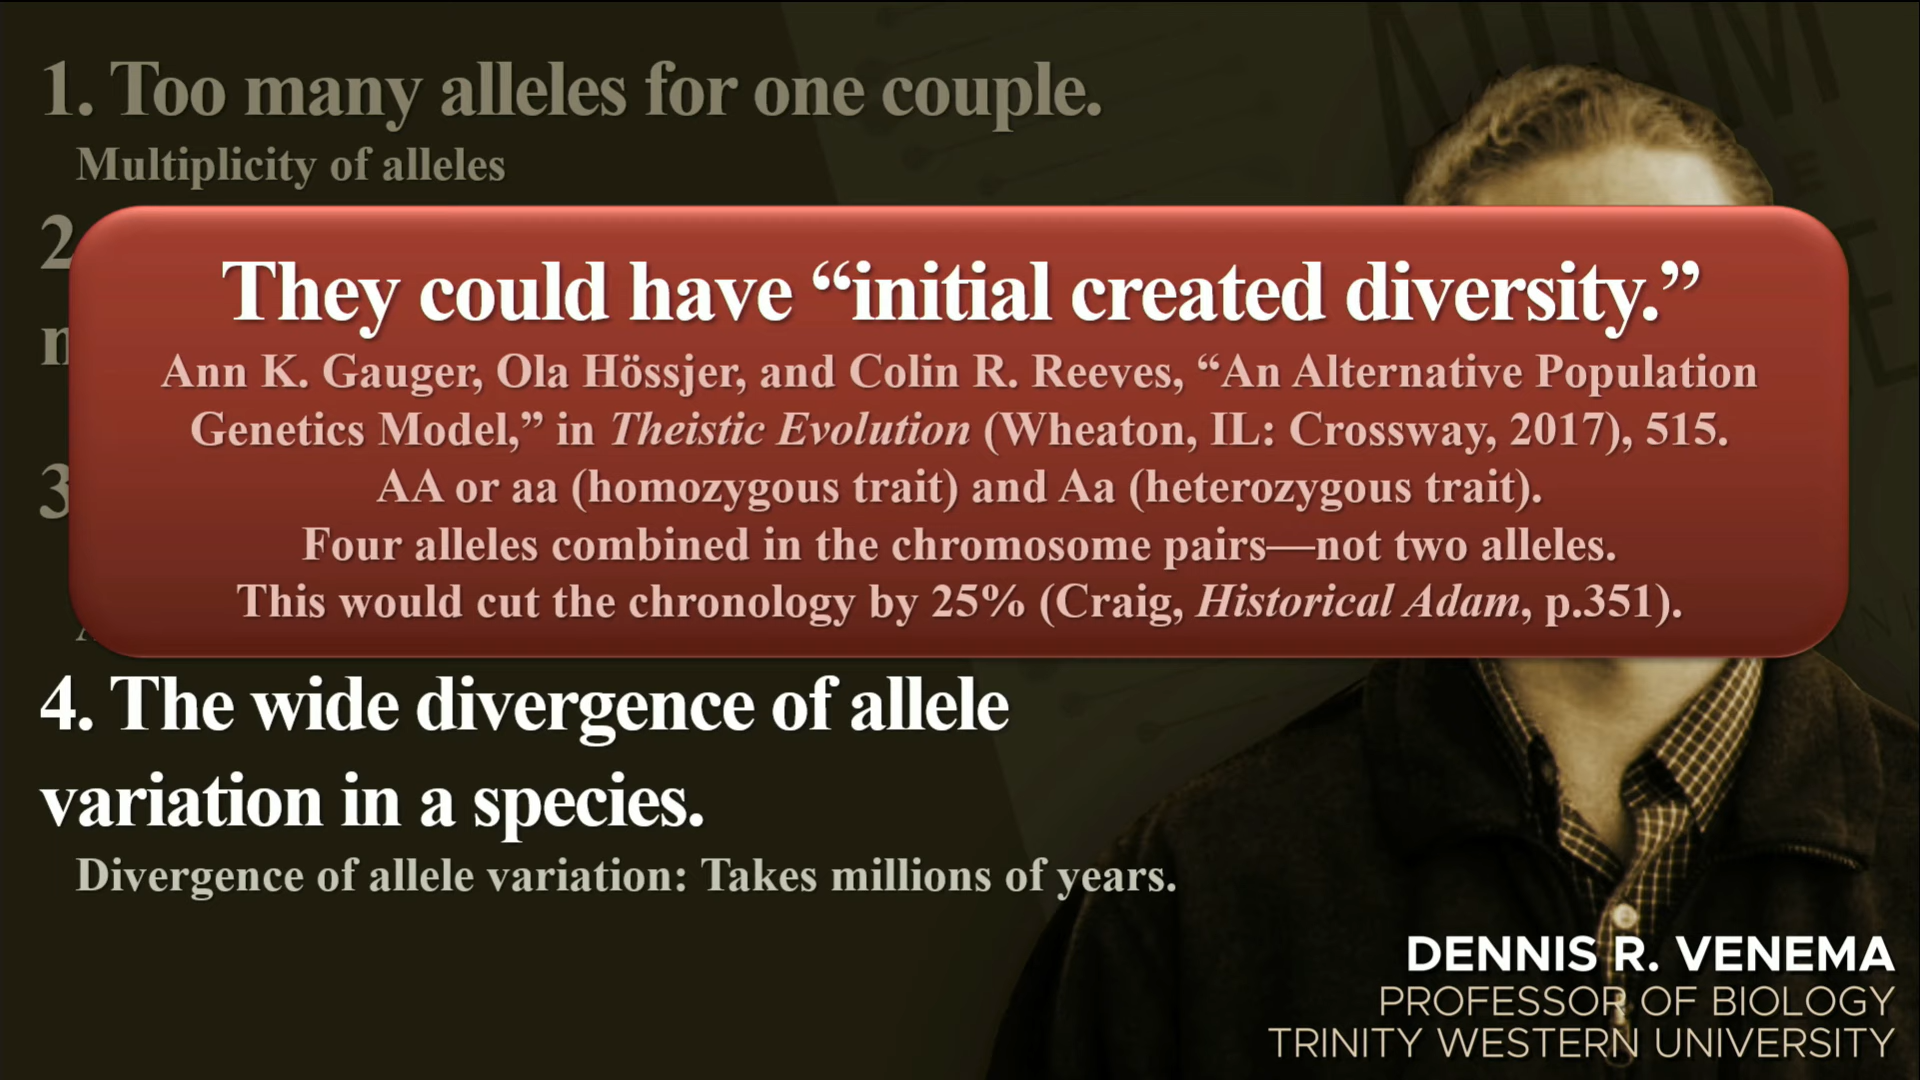 1. Too many alleles for one couple.
Multiplicity of alleles
2
They could have “initial created diversity.”
Ann K. Gauger, Ola Hössjer, and Colin R. Reeves, “An Alternative Population
Genetics Model,” in Theistic Evolution (Wheaton, IL: Crossway, 2017), 515.
3
AA or aa (homozygous trait) and Aa (heterozygous trait).
Four alleles combined in the chromosome pairs—not two alleles.
This would cut the chronology by 25% (Craig, Historical Adam, p.351).
4. The wide divergence of allele
variation in a species.
Divergence of allele variation: Takes millions of years.
DENNIS R. VENEMA
PROFESSOR OF BIOLOGY
TRINITY WESTERN UNIVERSITY